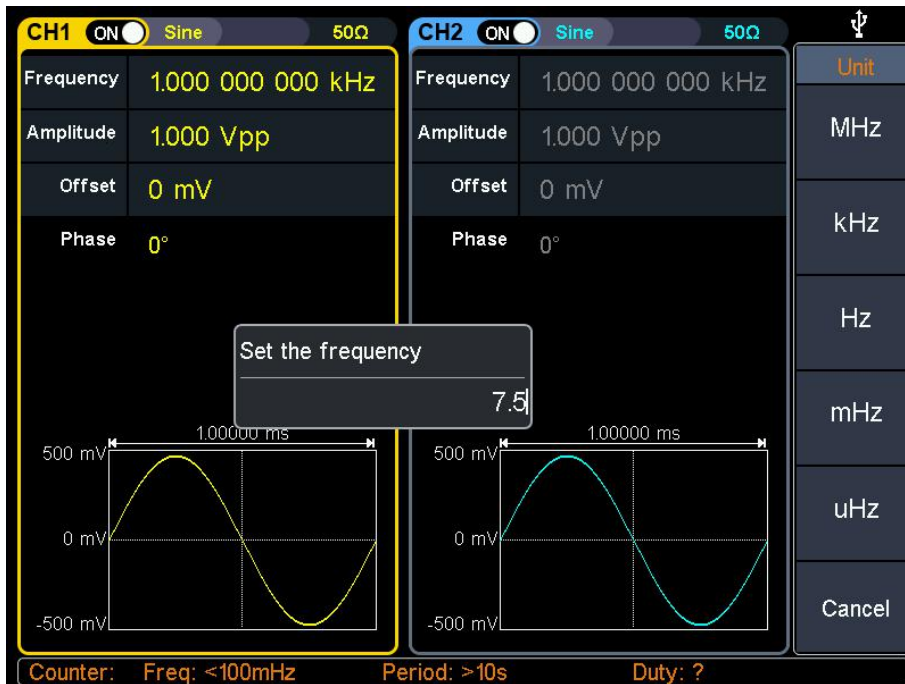 CH1 ON Sine 50Ω
Frequency 1.000 000 000 kHz
Amplitude 1.000 Vpp
Offset 0 mV
Phase 0°
1.00000 ms
500 mV
0 mV
-500 mV
CH2 ON Sine 50Ω
Frequency 1.000 000 000 kHz
Amplitude 1.000 Vpp
Offset 0 mV
Phase 0°
1.00000 ms
500 mV
0 mV
-500 mV
Set the frequency
7.5
Unit
MHz
kHz
Hz
mHz
uHz
Cancel
Counter: Freq: <100mHz Period: >10s Duty: ?